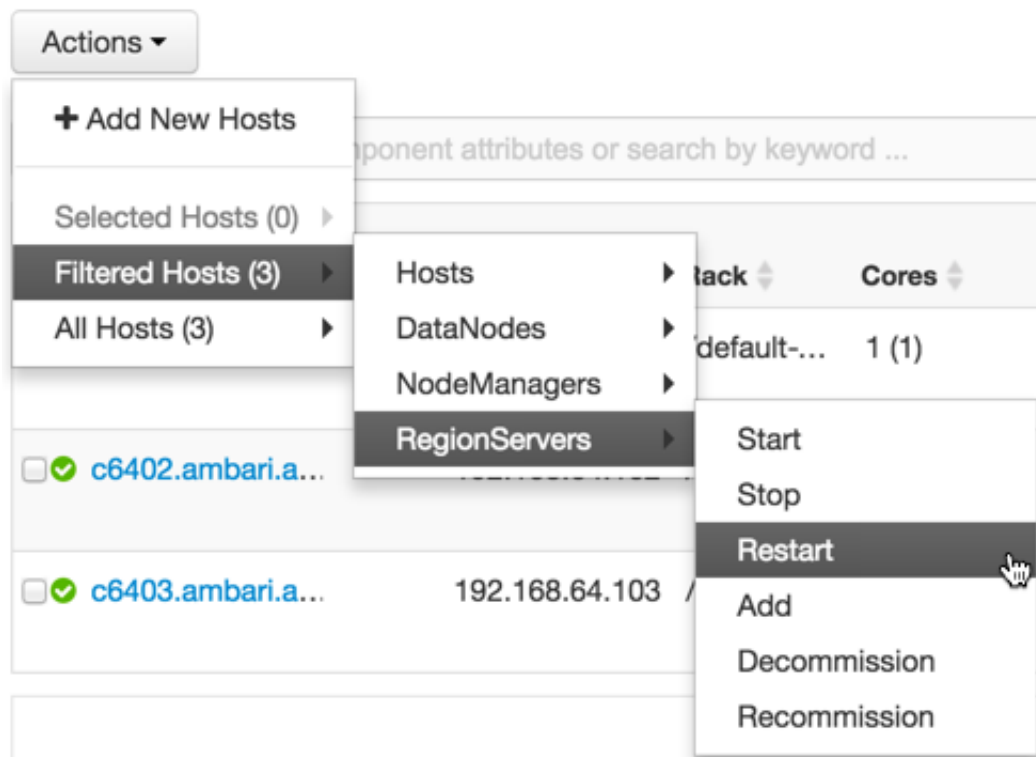 Actions
+ Add New Hosts
ponent attributes or search by keyword ...
Selected Hosts (0)
Filtered Hosts (3)
Hosts
Rack
Cores
All Hosts (3)
DataNodes
/default-...
1 (1)
NodeManagers
RegionServers
Start
c6402.ambari.a...
Stop
Restart
c6403.ambari.a...
192.168.64.103
/
Add
Decommission
Recommission